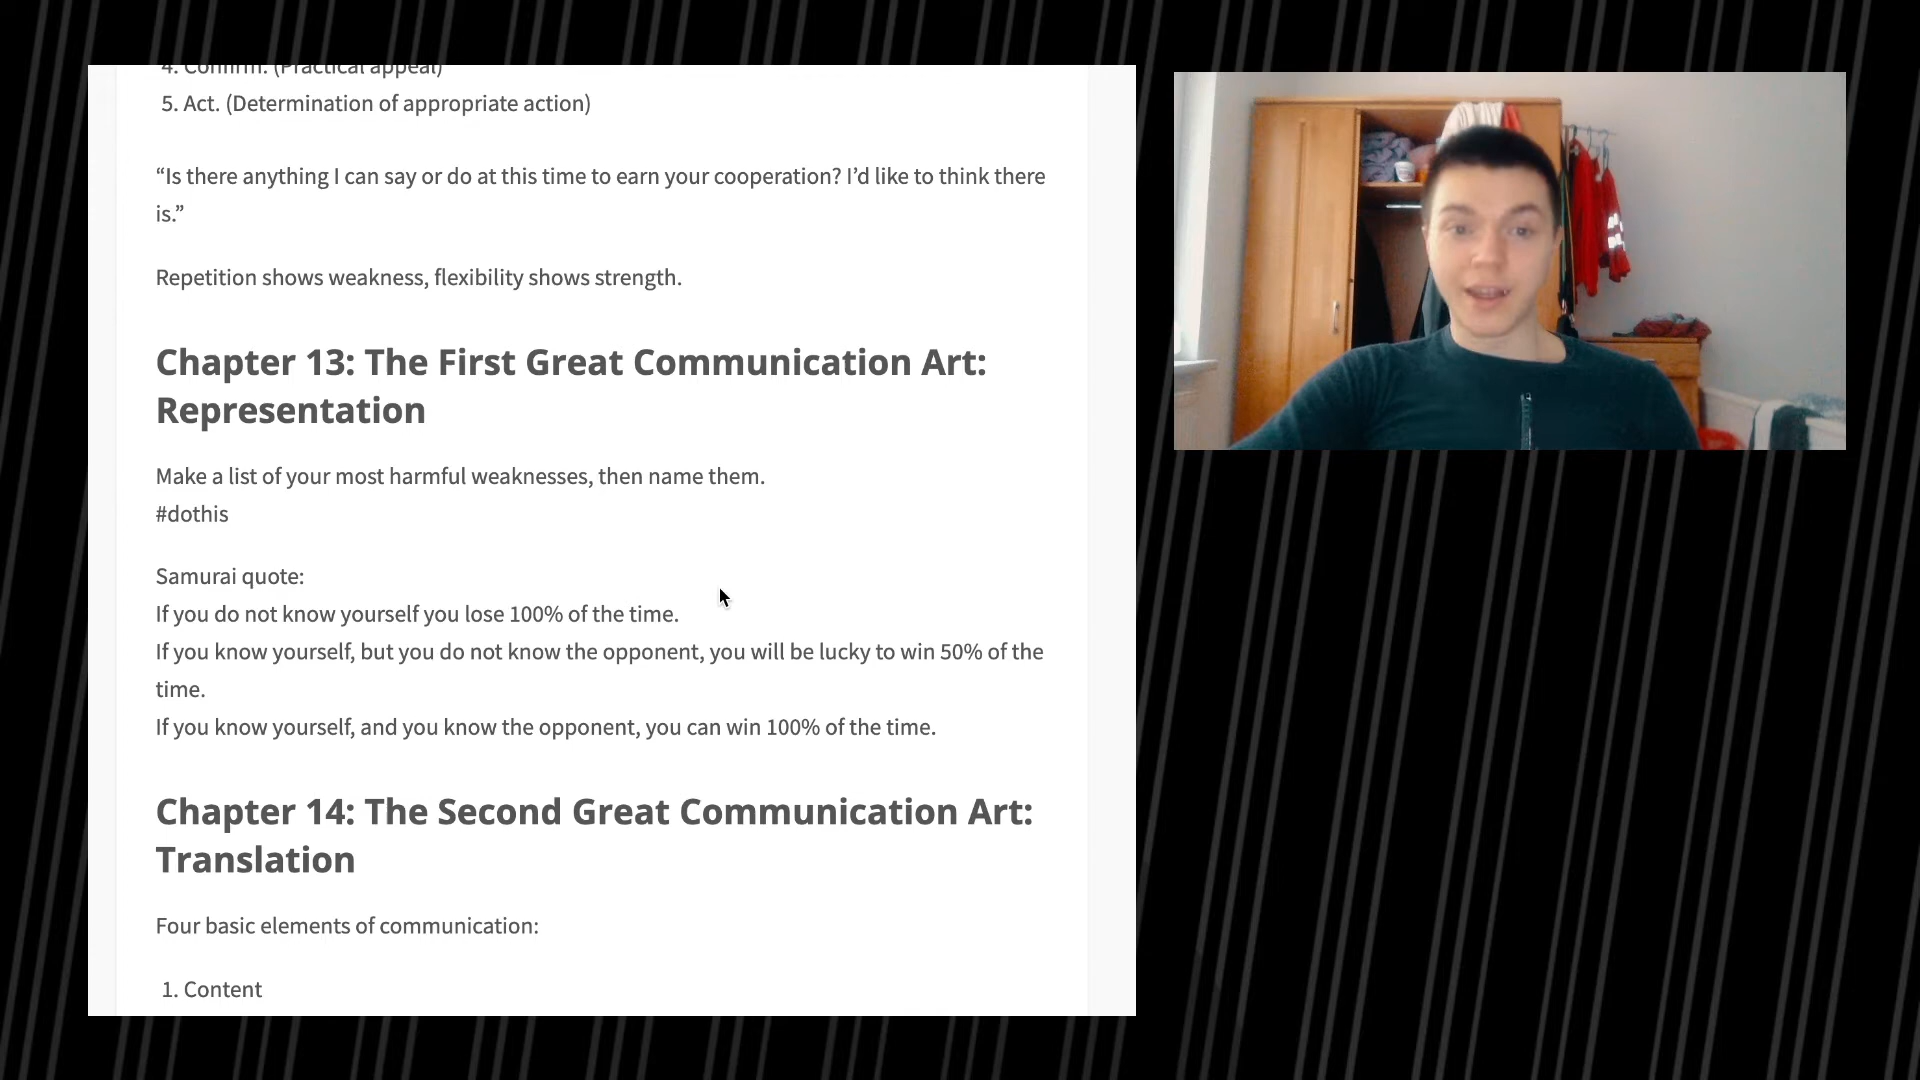 4. Confirm. (Practical appeal)
5. Act. (Determination of appropriate action)
“Is there anything I can say or do at this time to earn your cooperation? I’d like to think there
is.”
Repetition shows weakness, flexibility shows strength.
Chapter 13: The First Great Communication Art:
Representation
Make a list of your most harmful weaknesses, then name them.
#dothis
Samurai quote:
If you do not know yourself you lose 100% of the time.
If you know yourself, but you do not know the opponent, you will be lucky to win 50% of the
time.
If you know yourself, and you know the opponent, you can win 100% of the time.
Chapter 14: The Second Great Communication Art:
Translation
Four basic elements of communication:
1. Content